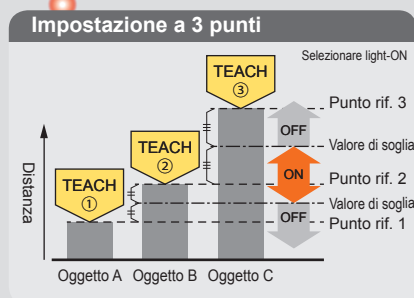 Impostazione a 3 punti
Selezionare light-ON
TEACH
③
Punto rif. 3
OFF
TEACH
②
Valore di soglia
ON
TEACH
①
Punto rif. 2
Valore di soglia
OFF
Punto rif. 1
Distanza
Oggetto A Oggetto B Oggetto C